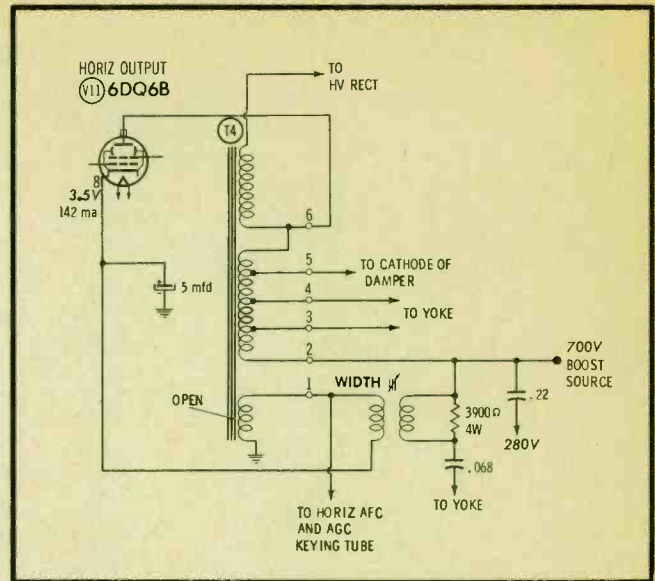 HORIZ OUTPUT
V11 6DQ6B
TO
HV RECT
T4
8
3.5V
142 ma
6
5
TO CATHODE OF
DAMPER
5 mfd
4
TO YOKE
3
700V
BOOST
SOURCE
2
OPEN
1
WIDTH
3900Ω
4W
.22
280V
.068
TO YOKE
TO HORIZ AFC
AND AGC
KEYING TUBE